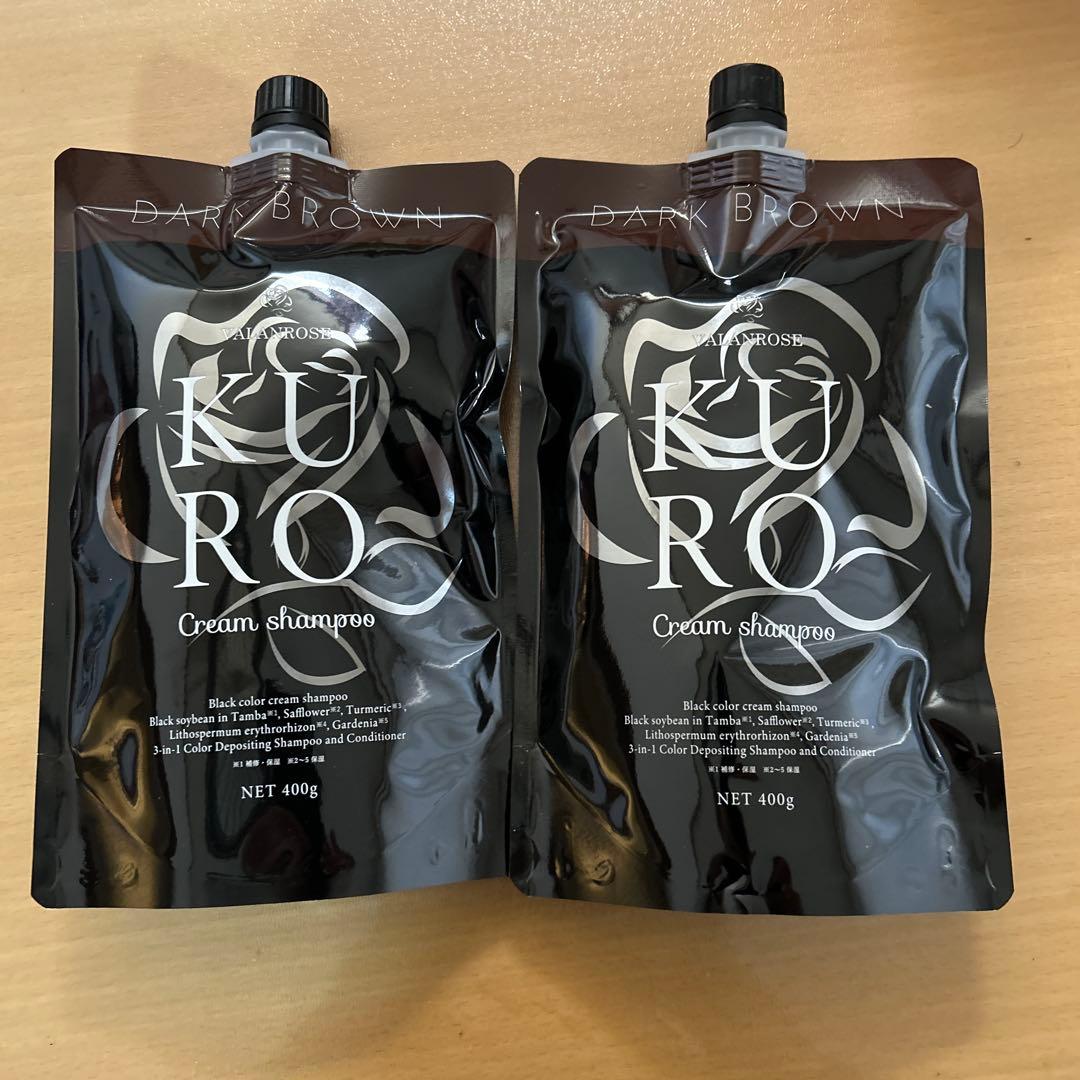 DARK BROWN
VALANROSE
KU
RO
Cream shampoo
Black color cream shampoo
Black soybean in Tamba※1, Safflower※2, Turmeric※3,
Lithospermum erythrorhizon※4, Gardenia※5
3-in-1 Color Depositing Shampoo and Conditioner
※1 補修・保湿 ※2〜5 保湿
NET 400g
DARK BROWN
VALANROSE
KU
RO
Cream shampoo
Black color cream shampoo
Black soybean in Tamba※1, Safflower※2, Turmeric※3,
Lithospermum erythrorhizon※4, Gardenia※5
3-in-1 Color Depositing Shampoo and Conditioner
※1 補修・保湿 ※2〜5 保湿
NET 400g